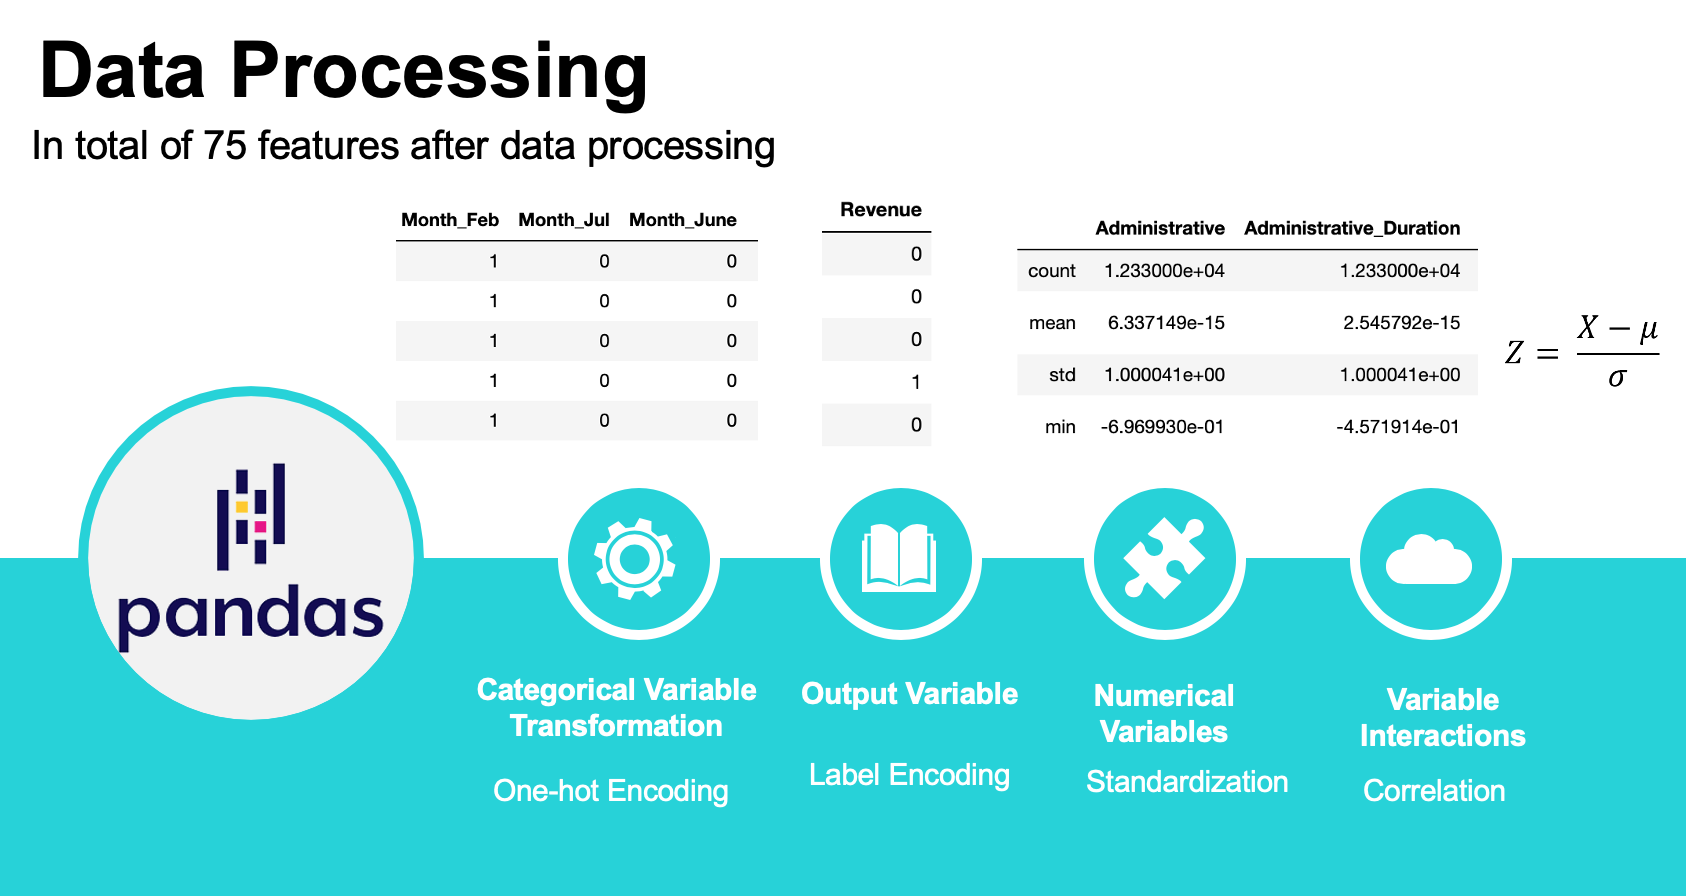 Data Processing
In total of 75 features after data processing
Month_Feb Month_Jul Month_June
1 0 0
1 0 0
1 0 0
1 0 0
1 0 0
Revenue
0
0
0
1
0
Administrative Administrative_Duration
count 1.233000e+04 1.233000e+04
mean 6.337149e-15 2.545792e-15
std 1.000041e+00 1.000041e+00
min -6.969930e-01 -4.571914e-01
Z = X − μ
σ
pandas
Categorical Variable
Transformation
One-hot Encoding
Output Variable
Label Encoding
Numerical
Variables
Standardization
Variable
Interactions
Correlation